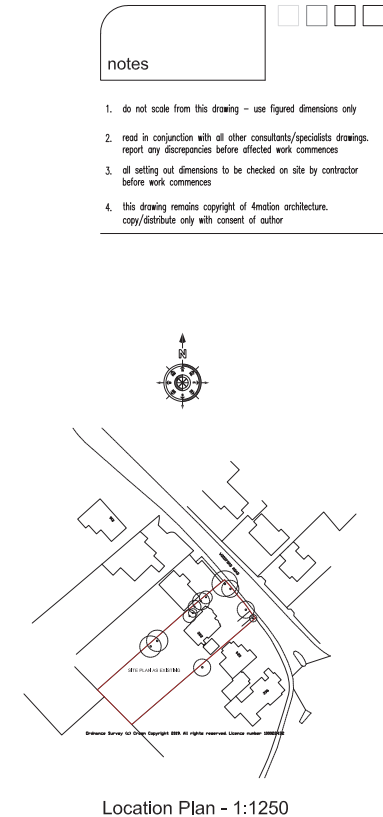 notes
1. do not scale from this drawing - use figured dimensions only
2. read in conjunction with all other consultants/specialists drawings.
report any discrepancies before affected work commences
3. all setting out dimensions to be checked on site by contractor
before work commences
4. this drawing remains copyright of 4mation architecture.
copy/distribute only with consent of author
N
SITE PLAN AS EXISTING
Ordnance Survey (c) Crown Copyright 2020. All rights reserved. Licence number
Location Plan - 1:1250